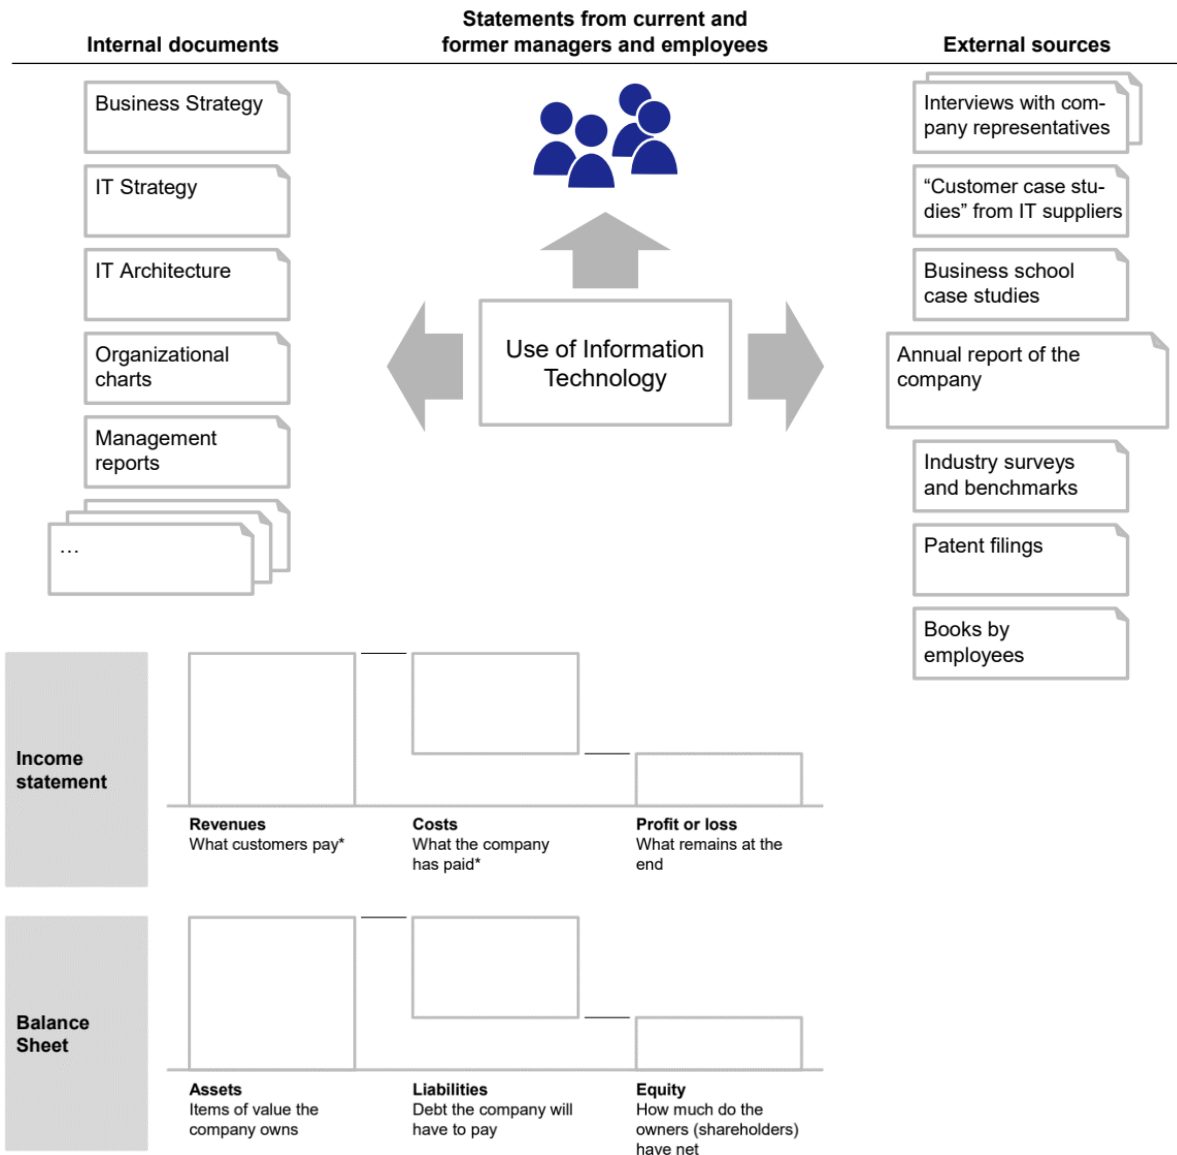 Internal documents
Statements from current and
former managers and employees
External sources
Business Strategy
IT Strategy
IT Architecture
Organizational
charts
Management
reports
...
Use of Information
Technology
Interviews with com-
pany representatives
“Customer case stu-
dies” from IT suppliers
Business school
case studies
Annual report of the
company
Industry surveys
and benchmarks
Patent filings
Books by
employees
Income
statement
Revenues
What customers pay*
Costs
What the company
has paid*
Profit or loss
What remains at the
end
Balance
Sheet
Assets
Items of value the
company owns
Liabilities
Debt the company will
have to pay
Equity
How much do the
owners (shareholders)
have net